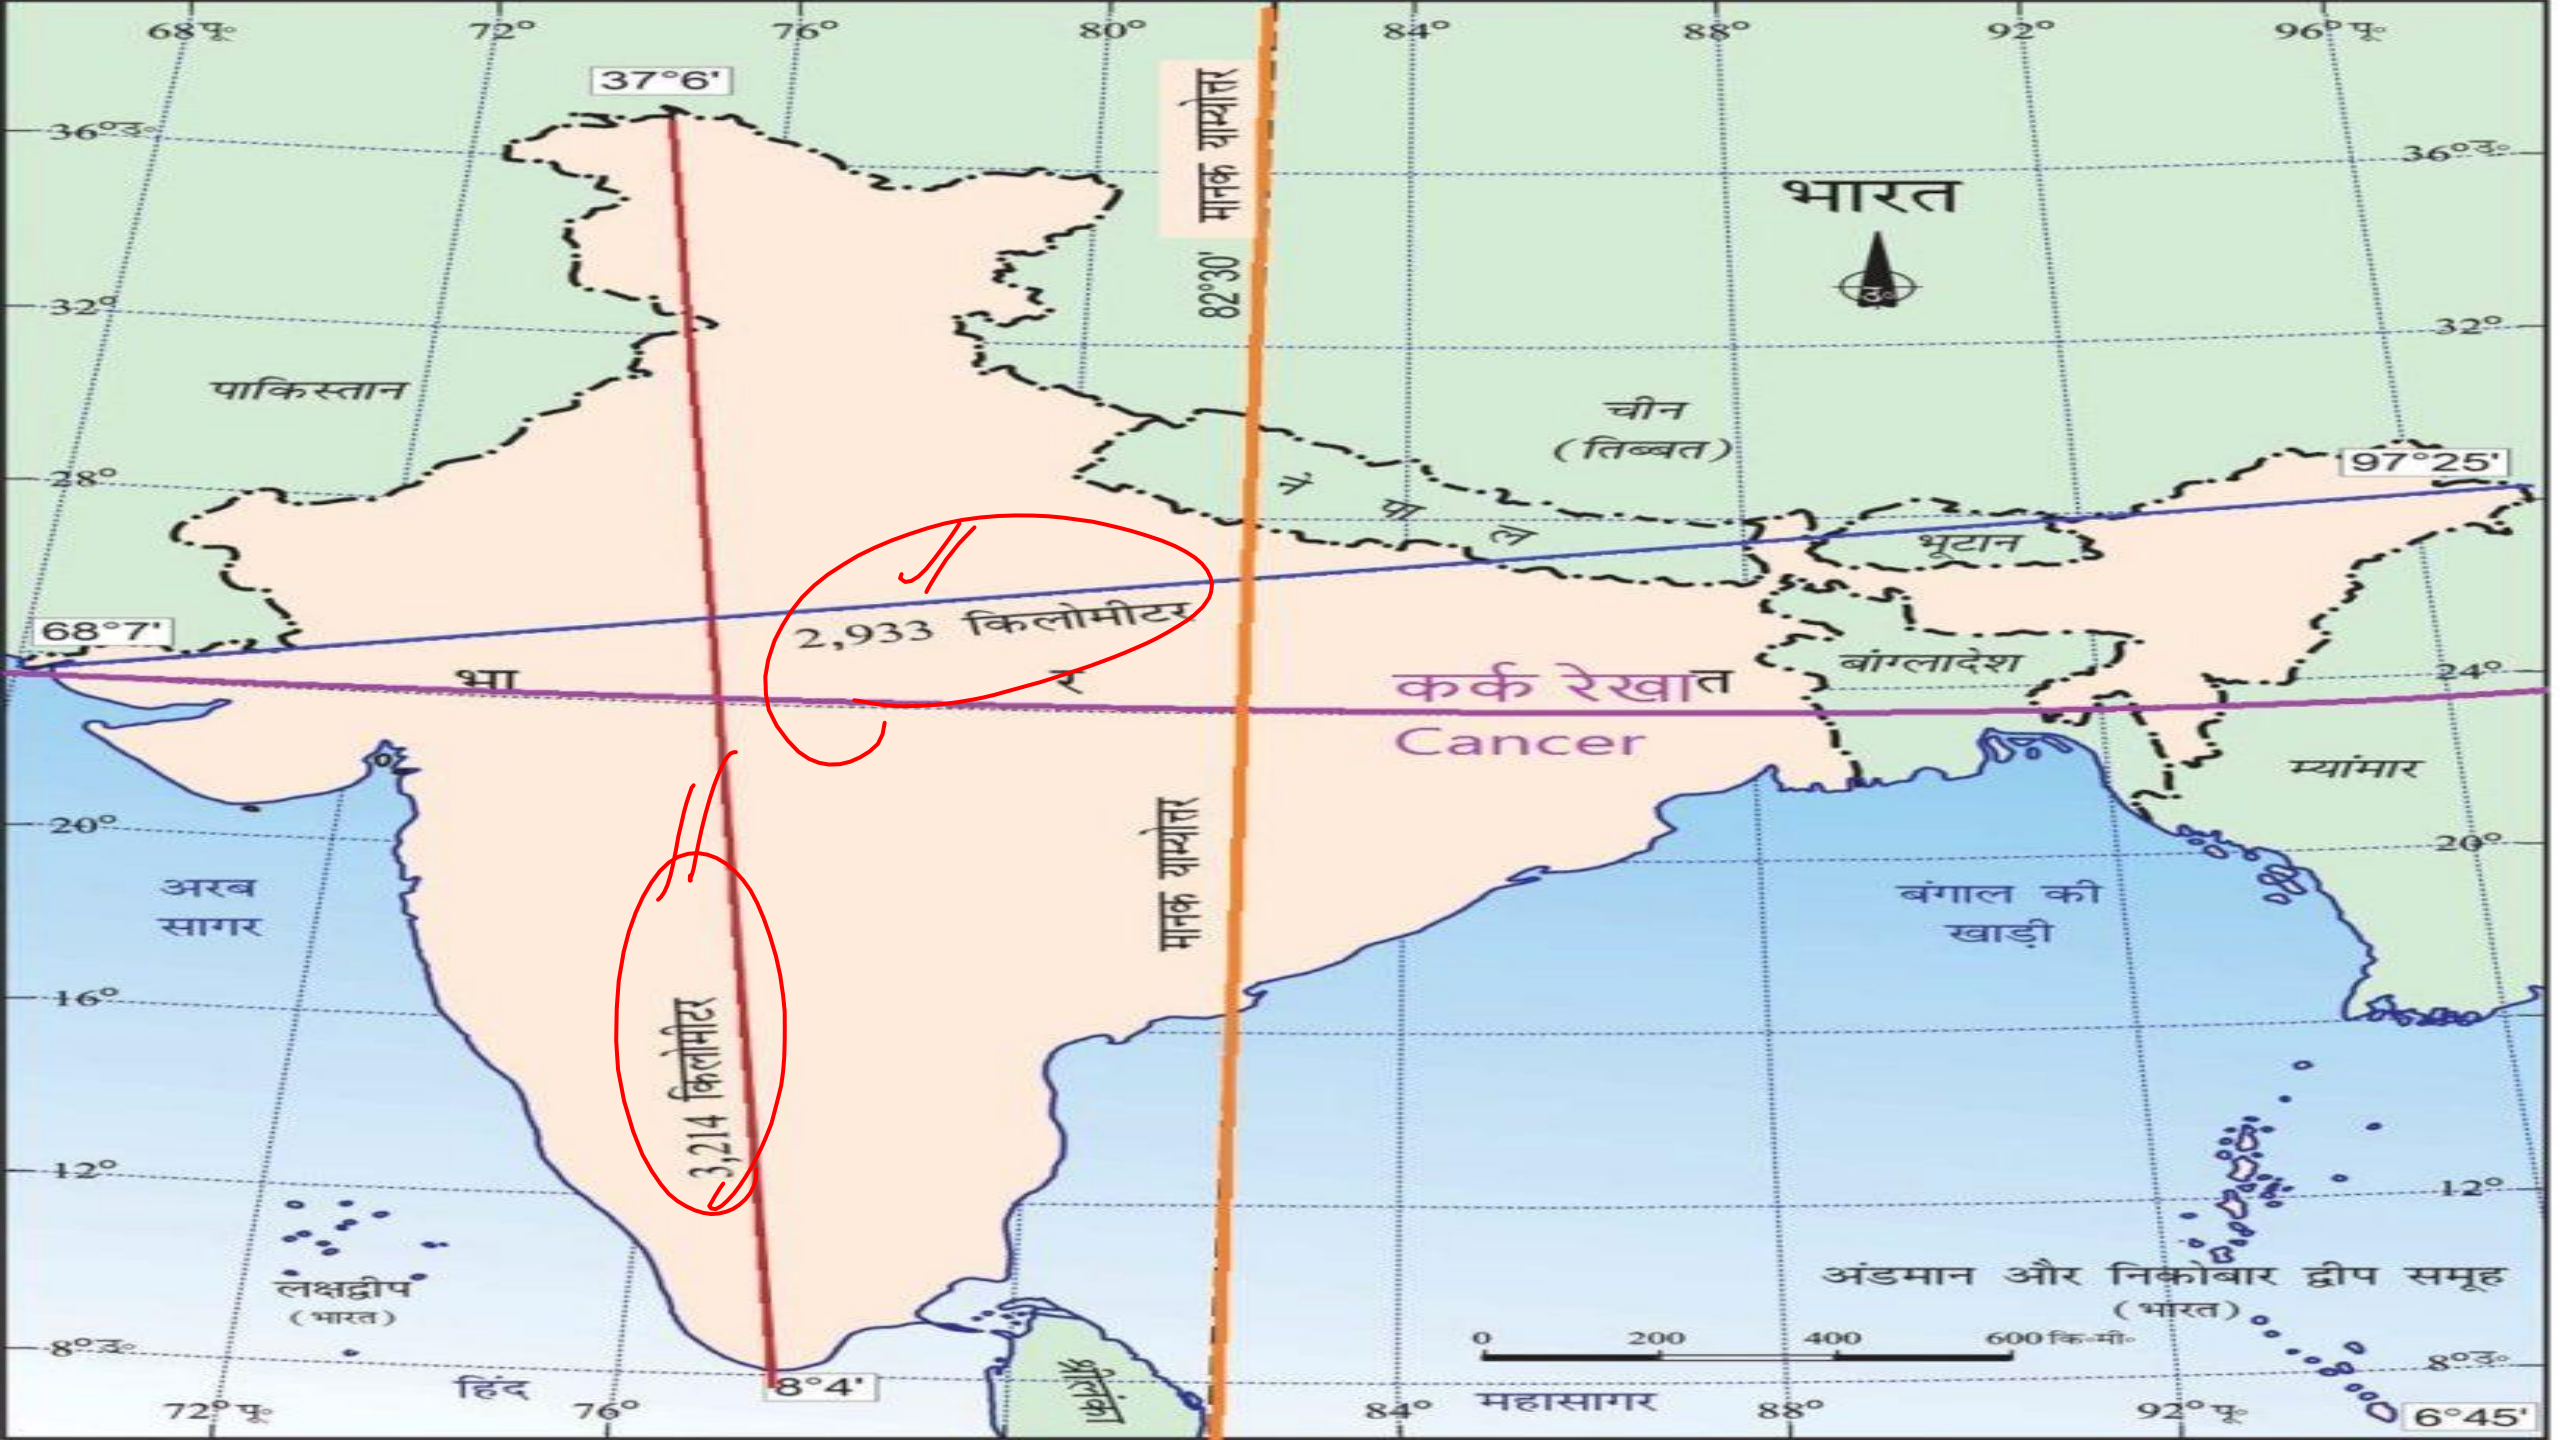 68°पू॰ 72° 76° 80° 84° 88° 92° 96°पू॰
37°6'
मानक याम्योत्तर
82°30'
36°उ॰ 36°उ॰
भारत
उ॰
32° 32°
पाकिस्तान
चीन
(तिब्बत)
28°
97°25'
ने पा ल
भूटान
68°7'
2,933 किलोमीटर
बांग्लादेश
24°
भा र त
कर्क रेखा
Cancer
म्यांमार
मानक याम्योत्तर
20° 20°
अरब
सागर
बंगाल की
खाड़ी
3,214 किलोमीटर
16°
12° 12°
लक्षद्वीप
(भारत)
अंडमान और निकोबार द्वीप समूह
(भारत)
0 200 400 600 कि॰मी॰
8°उ॰ 8°उ॰
श्रीलंका
हिंद महासागर
8°4'
72°पू॰ 76° 84° 88° 92°पू॰
6°45'